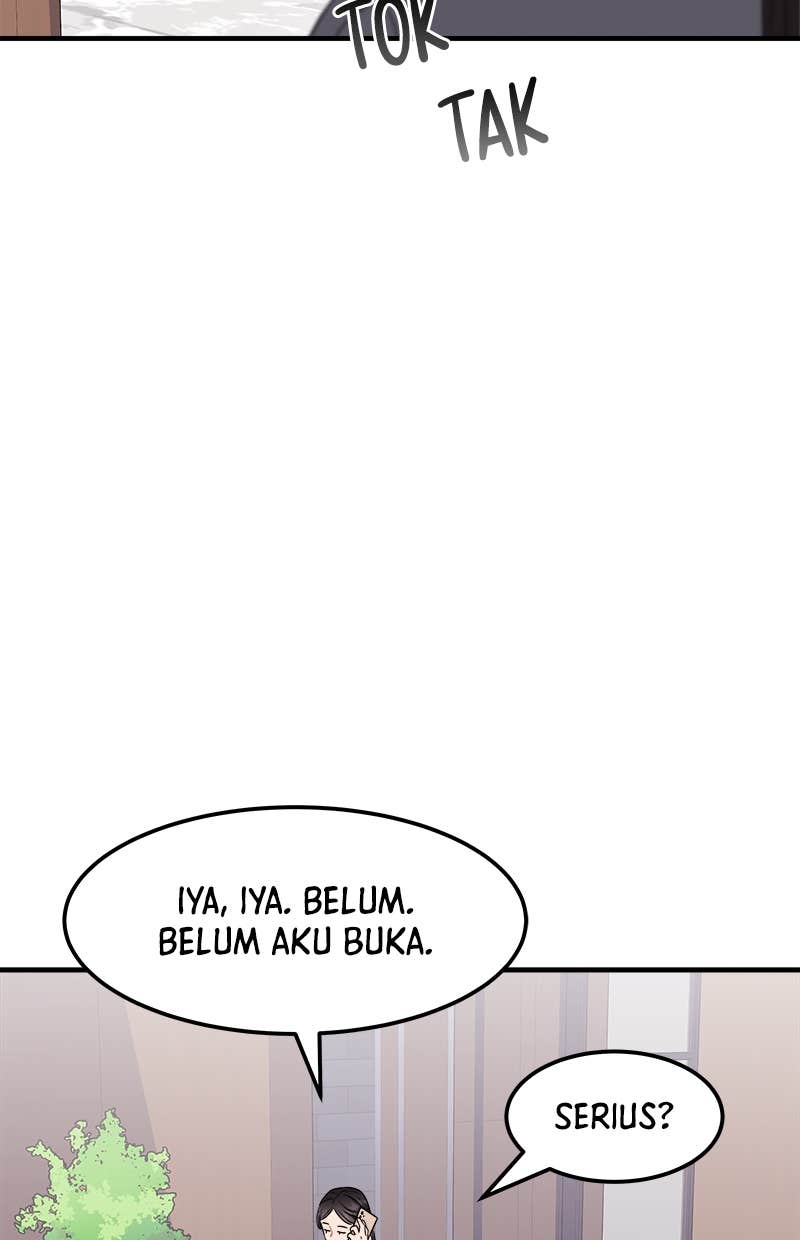 TOK
TAK
IYA, IYA. BELUM.
BELUM AKU BUKA.
SERIUS?